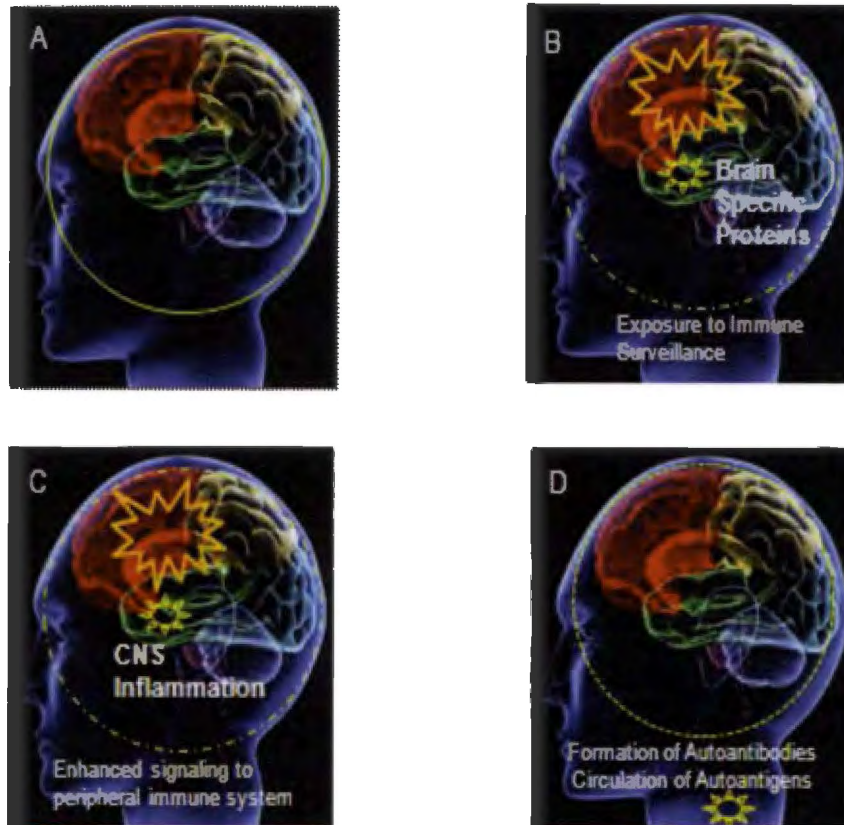 A
B
Brain
Specific
Proteins
Exposure to Immune
Surveillance
C
CNS
Inflammation
Enhanced signaling to
peripheral immune system
D
Formation of Autoantibodies
Circulation of Autoantigens